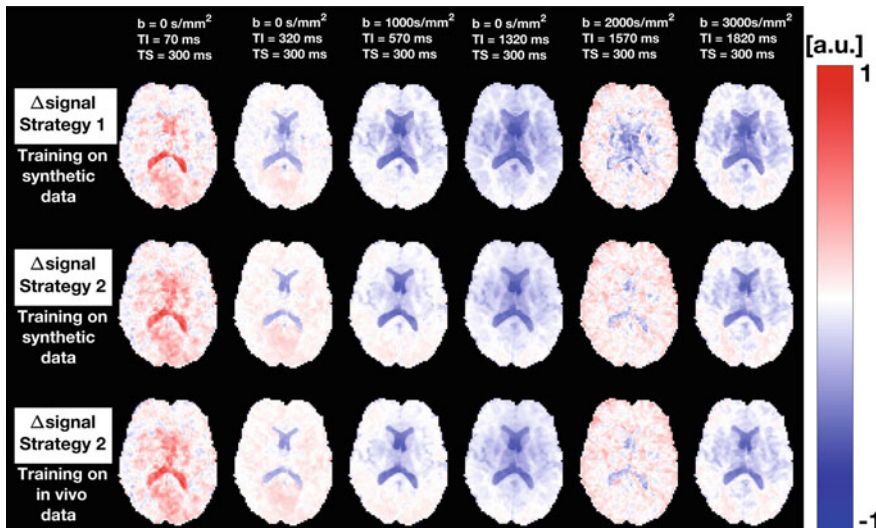 b = 0 s/mm²
TI = 70 ms
TS = 300 ms
b = 0 s/mm²
TI = 320 ms
TS = 300 ms
b = 1000s/mm²
TI = 570 ms
TS = 300 ms
b = 0 s/mm²
TI = 1320 ms
TS = 300 ms
b = 2000s/mm²
TI = 1570 ms
TS = 300 ms
b = 3000s/mm²
TI = 1820 ms
TS = 300 ms
[a.u.]
1
-1
Δsignal
Strategy 1
Training on
synthetic
data
Δsignal
Strategy 2
Training on
synthetic
data
Δsignal
Strategy 2
Training on
in vivo
data